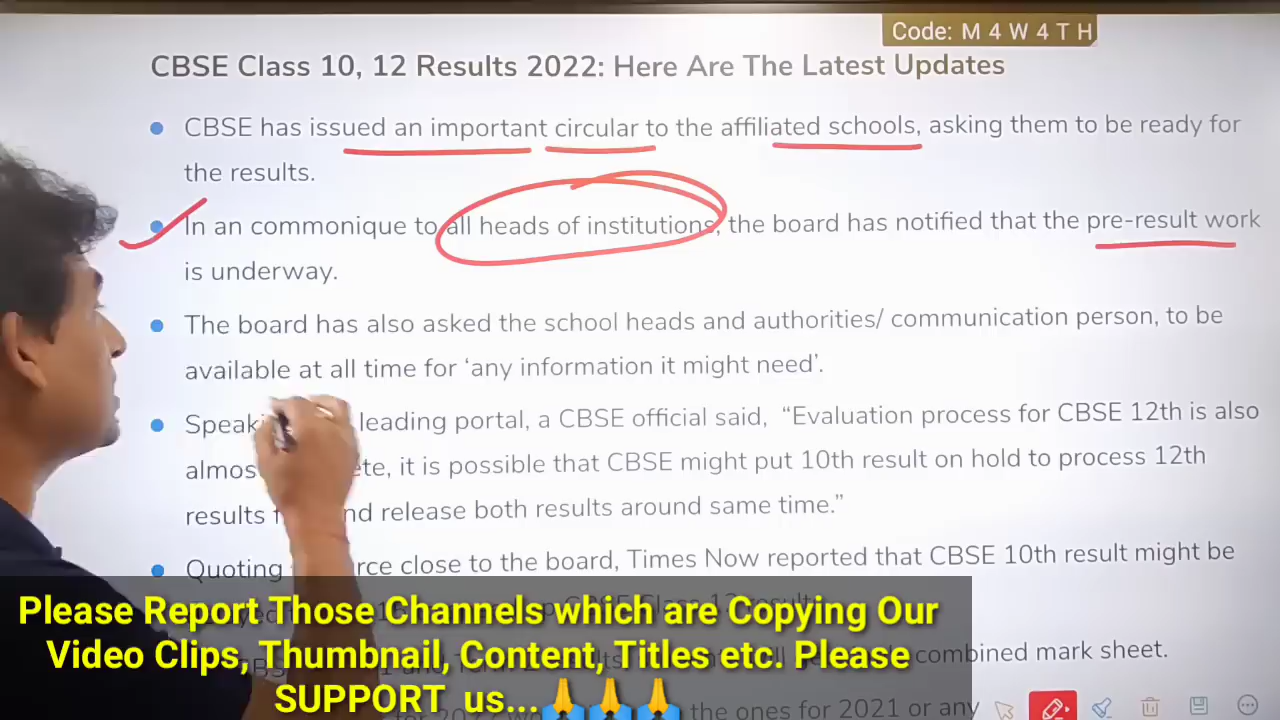 Code: M 4 W 4 T H
CBSE Class 10, 12 Results 2022: Here Are The Latest Updates
CBSE has issued an important circular to the affiliated schools, asking them to be ready for
the results.
In an commonique to all heads of institutions, the board has notified that the pre-result work
is underway.
The board has also asked the school heads and authorities/ communication person, to be
available at all time for ‘any information it might need’.
leading portal, a CBSE official said, “Evaluation process for CBSE 12th is also
it is possible that CBSE might put 10th result on hold to process 12th
results and release both results around same time.”
Quoting close to the board, Times Now reported that CBSE 10th result might be
Please Report Those Channels which are Copying Our
Video Clips, Thumbnail, Content, Titles etc. Please
combined mark sheet.
SUPPORT us...🙏🙏🙏
the ones for 2021 or any